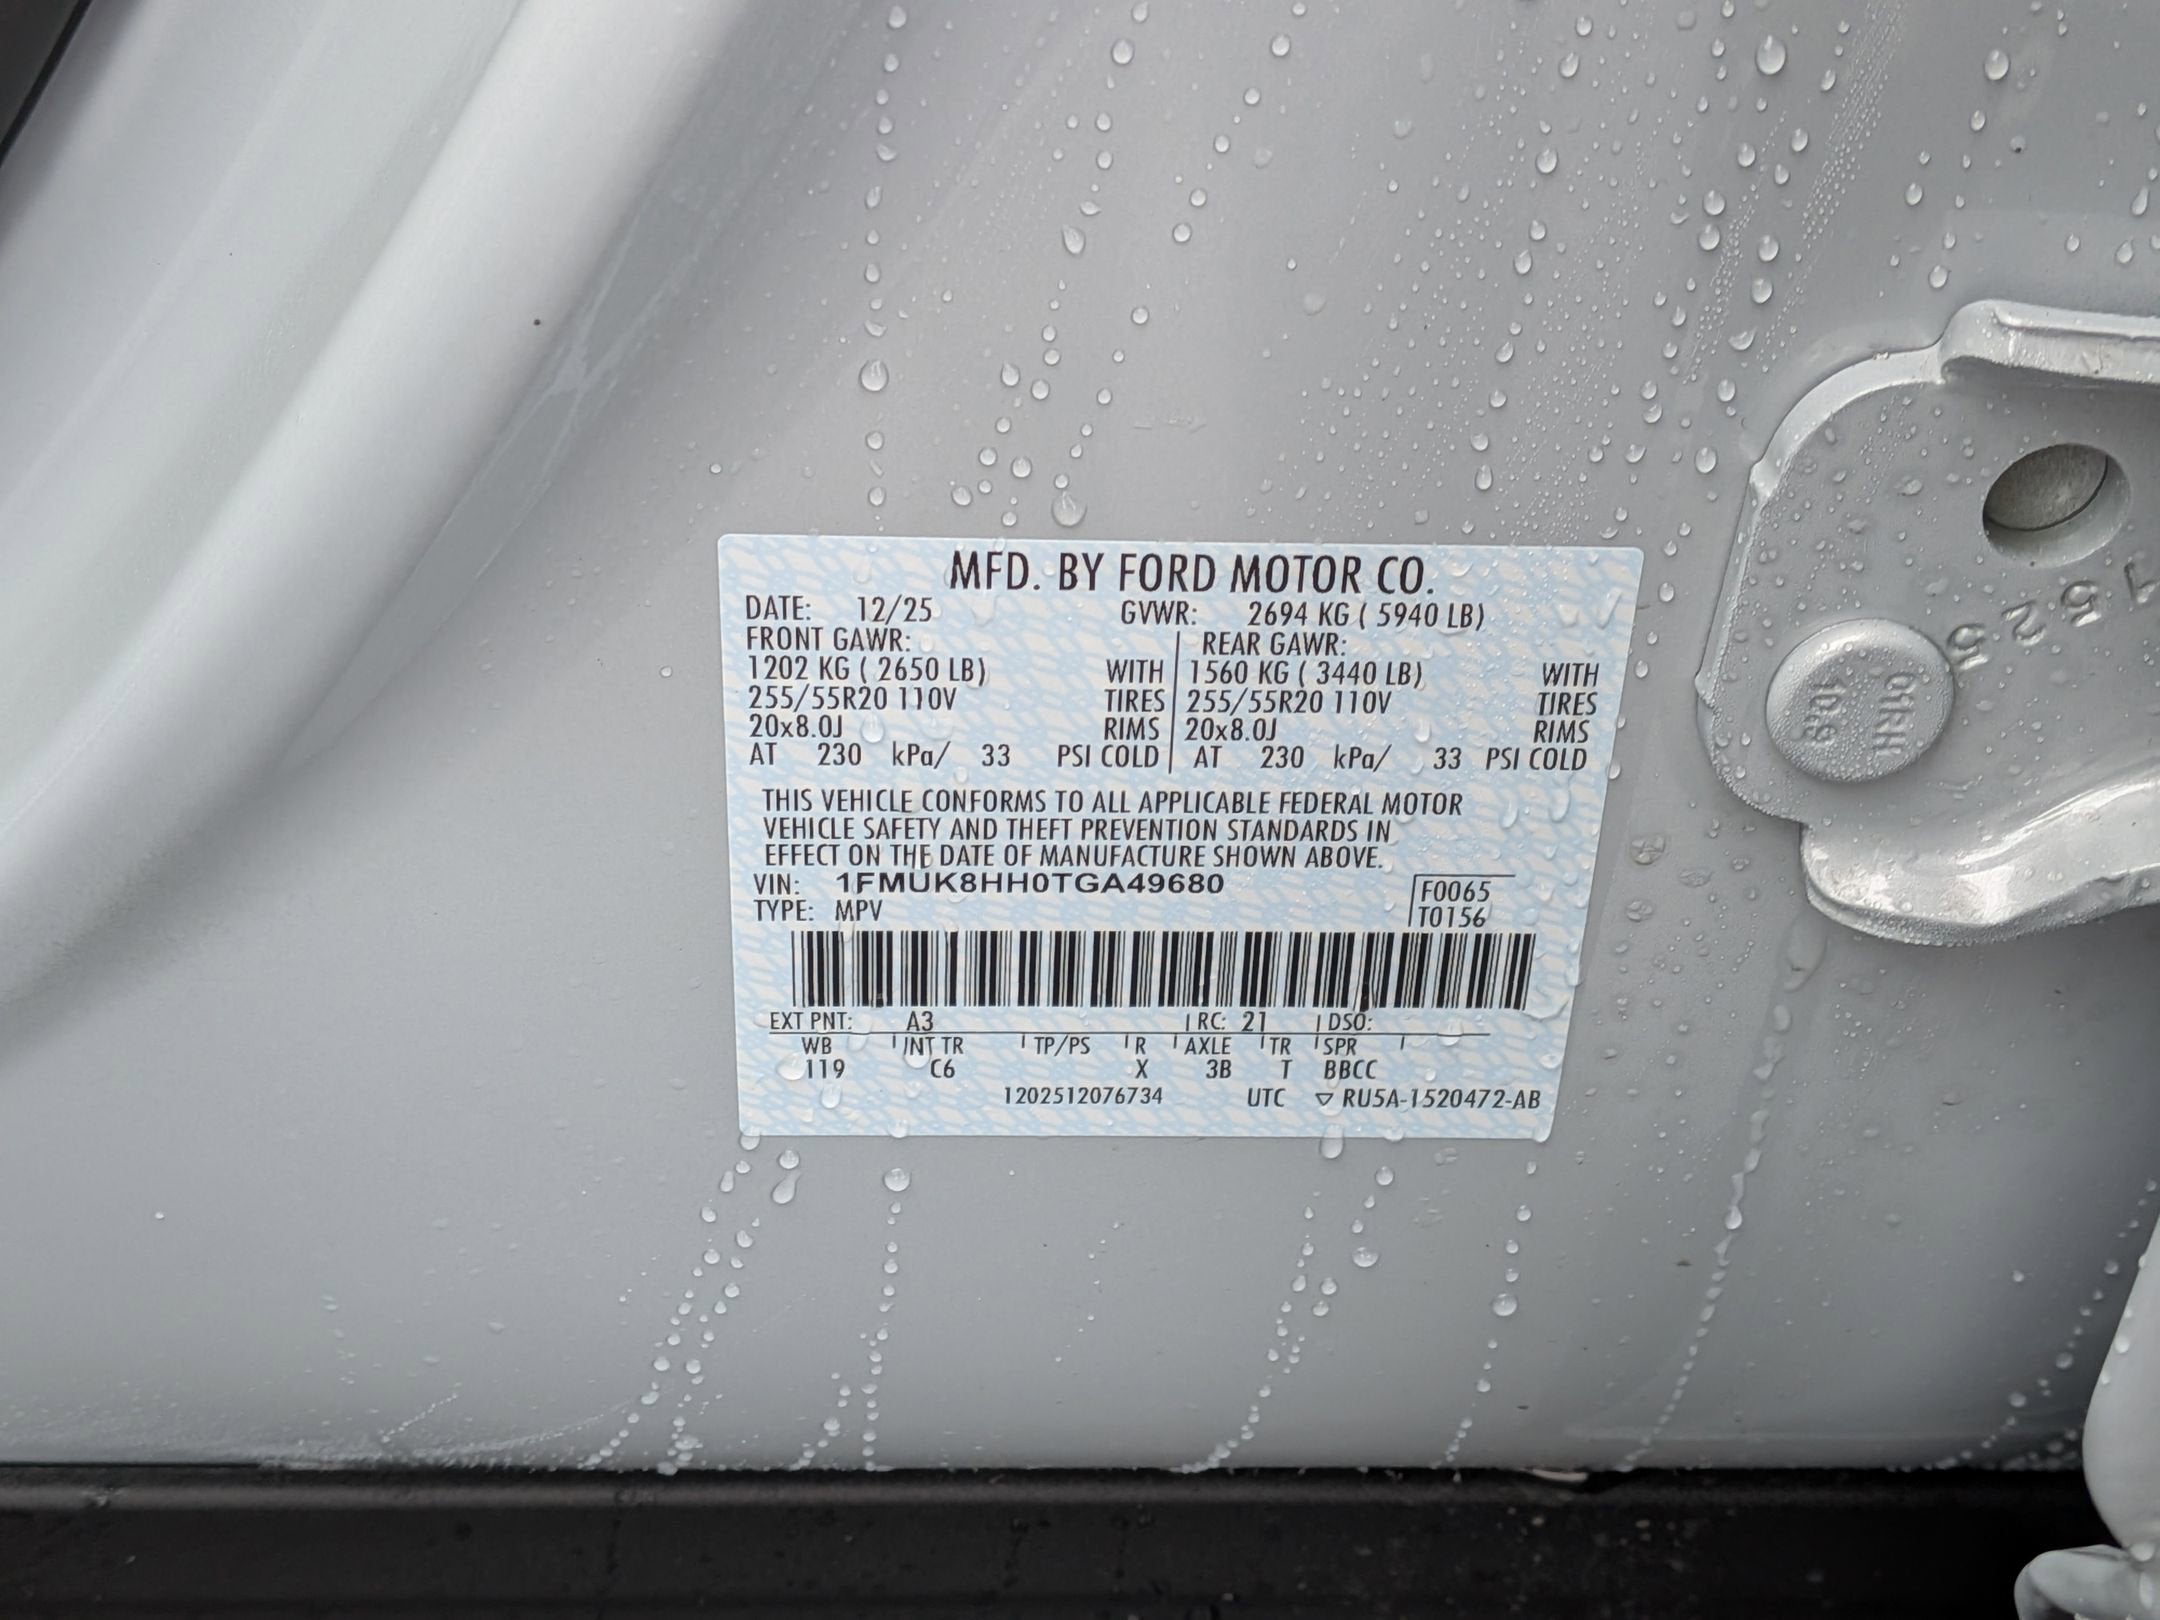 MFD. BY FORD MOTOR CO.
DATE: 12/25 GVWR: 2694 KG ( 5940 LB)
FRONT GAWR: REAR GAWR:
1202 KG ( 2650 LB) WITH 1560 KG ( 3440 LB) WITH
255/55R20 110V TIRES 255/55R20 110V TIRES
20x8.0J RIMS 20x8.0J RIMS
AT 230 kPa/ 33 PSI COLD AT 230 kPa/ 33 PSI COLD
THIS VEHICLE CONFORMS TO ALL APPLICABLE FEDERAL MOTOR
VEHICLE SAFETY AND THEFT PREVENTION STANDARDS IN
EFFECT ON THE DATE OF MANUFACTURE SHOWN ABOVE.
VIN: 1FMUK8HH0TGA49680 F0065
TYPE: MPV T0156
EXT PNT: A3 RC: 21 DSO:
WB INT TR TP/PS R AXLE TR SPR
119 C6 X 3B T BBCC
1202512076734 UTC ▽ RU5A-1520472-AB
10.9